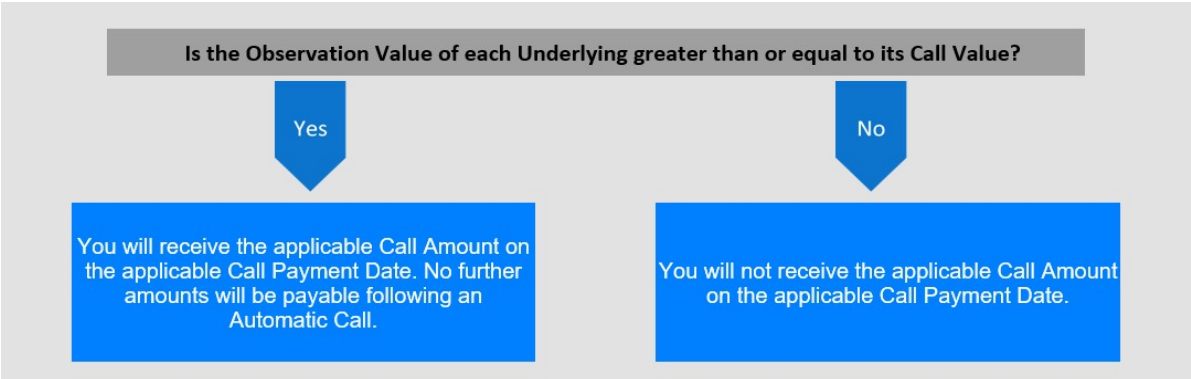 Is the Observation Value of each Underlying greater than or equal to its Call Value?
Yes
No
You will receive the applicable Call Amount on
the applicable Call Payment Date. No further
amounts will be payable following an
Automatic Call.
You will not receive the applicable Call Amount
on the applicable Call Payment Date.